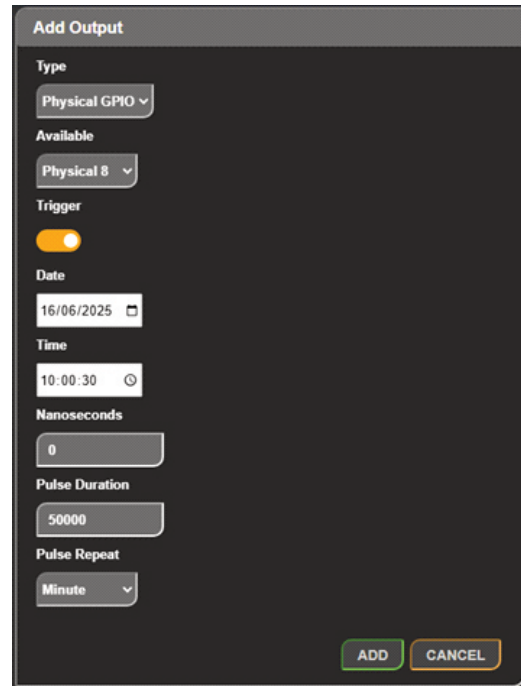 Add Output
Type
Physical GPIO
Available
Physical 8
Trigger
Date
16/06/2025
Time
10:00:30
Nanoseconds
0
Pulse Duration
50000
Pulse Repeat
Minute
ADD CANCEL